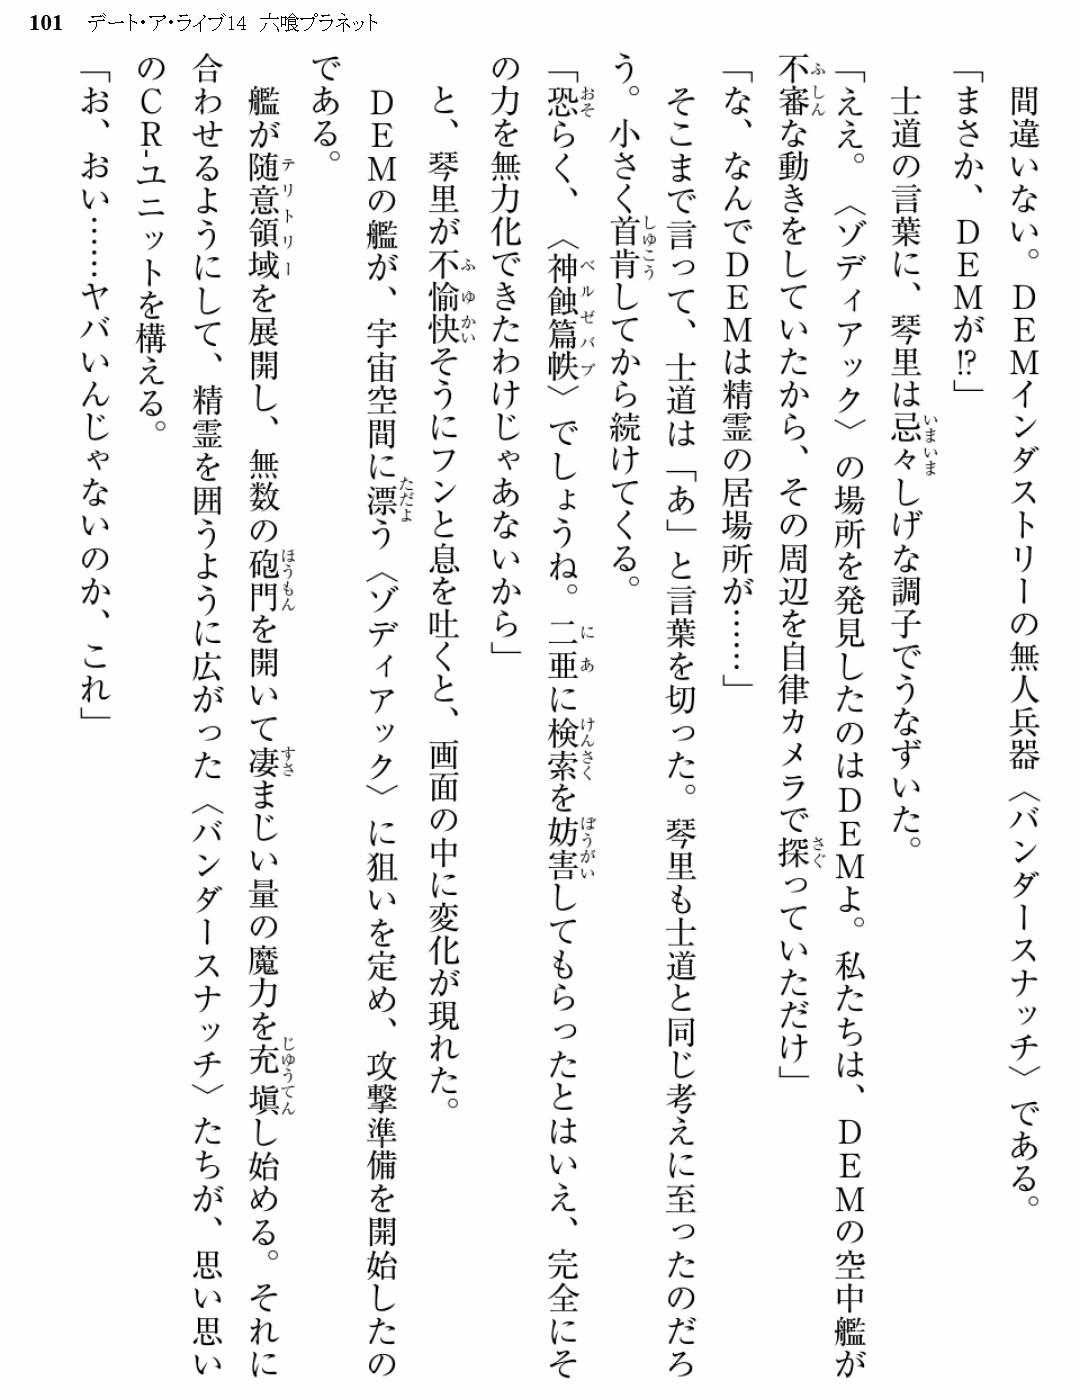 101 デート・ア・ライブ14 六喰プラネット
間違いない。DEMインダストリーの無人兵器〈バンダースナッチ〉である。
「まさか、DEMが!?」
士道の言葉に、琴里は忌々しげな調子でうなずいた。
「ええ。〈ゾディアック〉の場所を発見したのはDEMよ。私たちは、DEMの空中艦が
不審な動きをしていたから、その周辺を自律カメラで探っていただけ」
「な、なんでDEMは精霊の居場所が……」
そこまで言って、士道は「あ」と言葉を切った。琴里も士道と同じ考えに至ったのだろ
う。小さく首肯してから続けてくる。
「恐らく、〈神蝕篇帙〉でしょうね。二亜に検索を妨害してもらったとはいえ、完全にそ
の力を無力化できたわけじゃあないから」
と、琴里が不愉快そうにフンと息を吐くと、画面の中に変化が現れた。
DEMの艦が、宇宙空間に漂う〈ゾディアック〉に狙いを定め、攻撃準備を開始したの
である。
艦が随意領域を展開し、無数の砲門を開いて凄まじい量の魔力を充塡し始める。それに
合わせるようにして、精霊を囲うように広がった〈バンダースナッチ〉たちが、思い思い
のCR-ユニットを構える。
「お、おい……ヤバいんじゃないのか、これ」